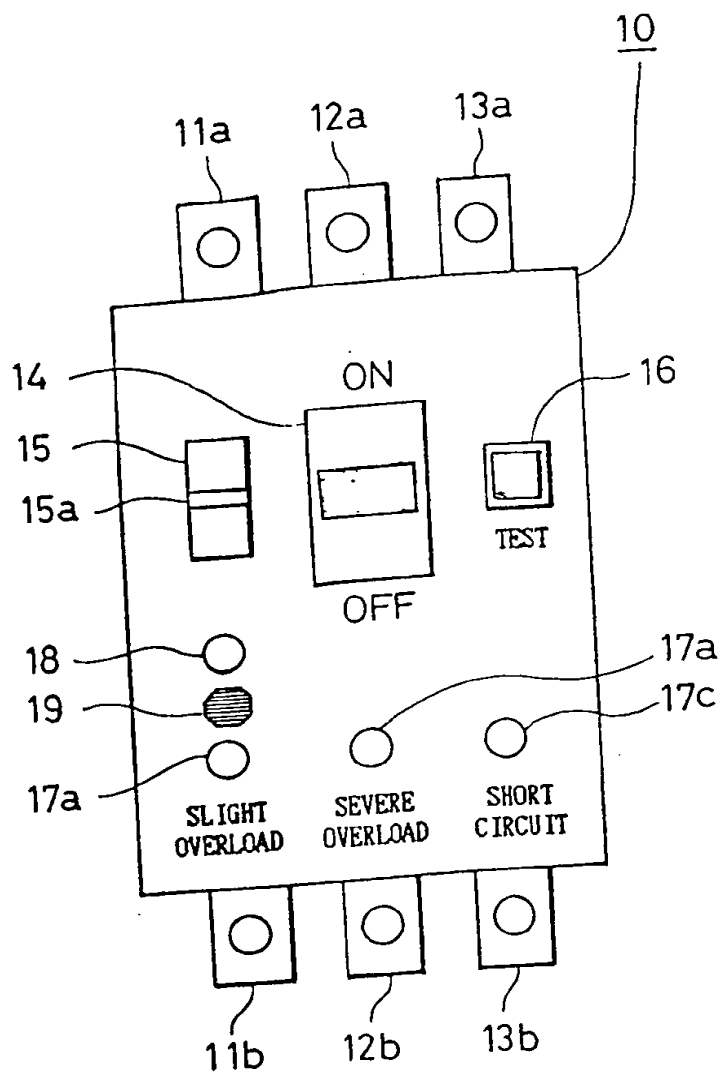 10
11a 12a 13a
14 ON 16
15
15a
TEST
OFF
18 17a
19 17c
17a
SLIGHT OVERLOAD
SEVERE OVERLOAD
SHORT CIRCUIT
11b 12b 13b